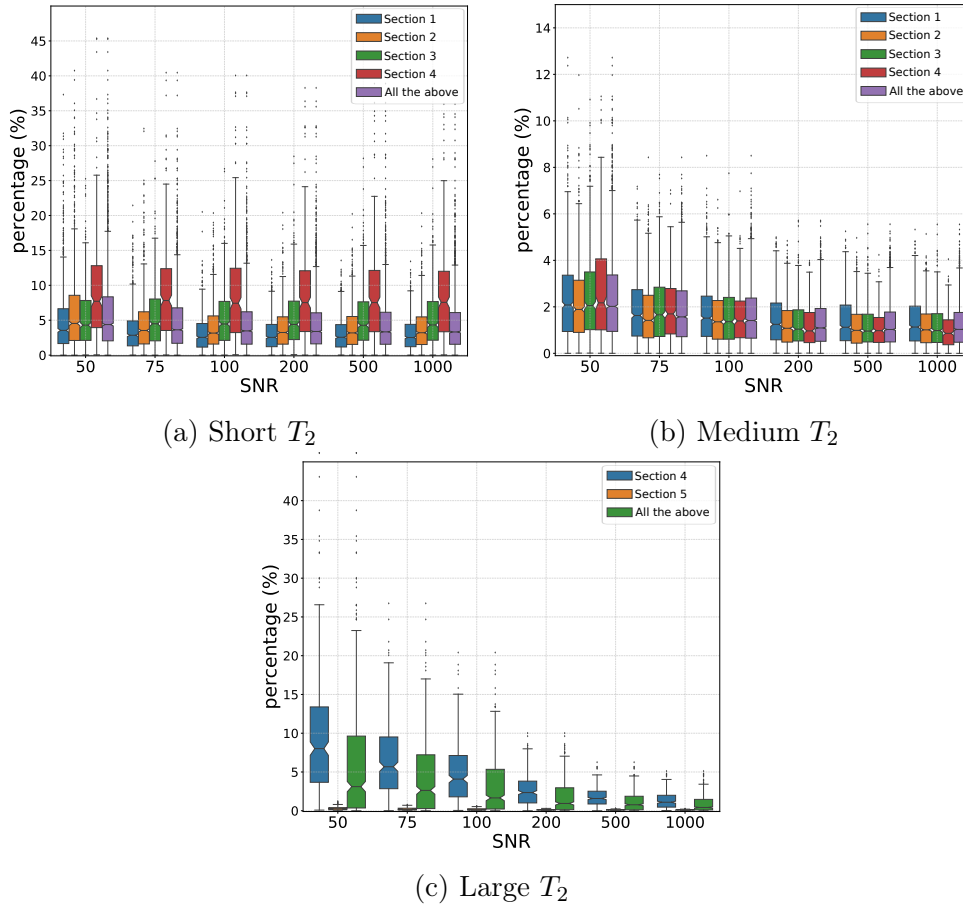 45
40
35
30
25
20
15
10
5
0
percentage (%)
50 75 100 200 500 1000
SNR
Section 1
Section 2
Section 3
Section 4
All the above
(a) Short T2
14
12
10
8
6
4
2
0
percentage (%)
50 75 100 200 500 1000
SNR
Section 1
Section 2
Section 3
Section 4
All the above
(b) Medium T2
40
35
30
25
20
15
10
5
0
percentage (%)
50 75 100 200 500 1000
SNR
Section 4
Section 5
All the above
(c) Large T2